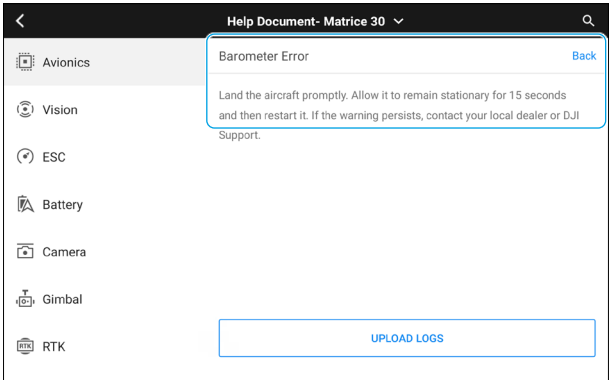 Help Document- Matrice 30
Avionics
Vision
ESC
Battery
Camera
Gimbal
RTK
RTK
Barometer Error
Back
Land the aircraft promptly. Allow it to remain stationary for 15 seconds
and then restart it. If the warning persists, contact your local dealer or DJI
Support.
UPLOAD LOGS